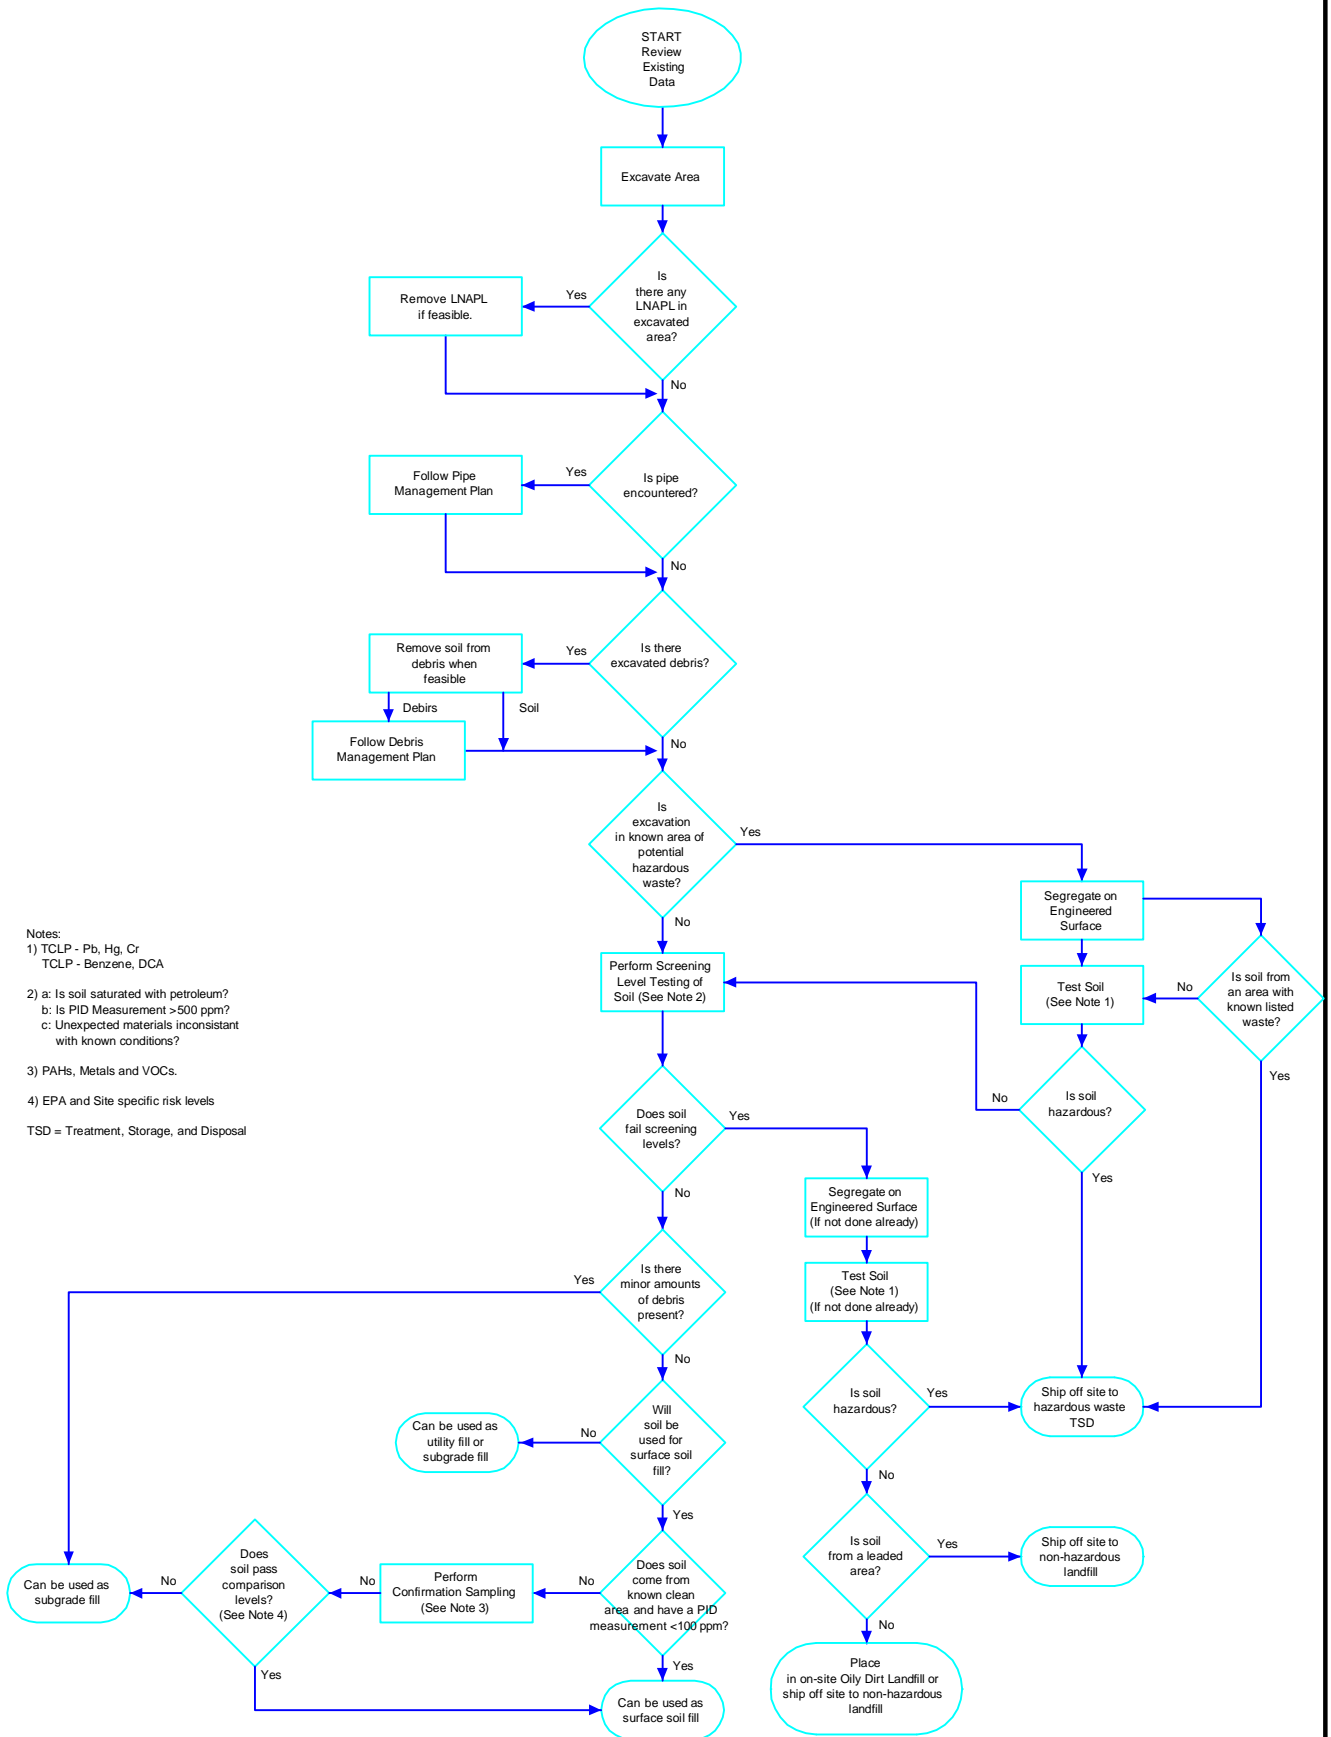 START
Review
Existing
Data
Excavate Area
Is
there any
LNAPL in
excavated
area?
Yes
Remove LNAPL
if feasible.
No
Is pipe
encountered?
Yes
Follow Pipe
Management Plan
No
Is there
excavated debris?
Yes
Remove soil from
debris when
feasible
Debirs
Soil
Follow Debris
Management Plan
No
Is
excavation
in known area of
potential
hazardous
waste?
Yes
Segregate on
Engineered
Surface
No
Notes:
1) TCLP - Pb, Hg, Cr
TCLP - Benzene, DCA
2) a: Is soil saturated with petroleum?
b: Is PID Measurement >500 ppm?
c: Unexpected materials inconsistant
with known conditions?
3) PAHs, Metals and VOCs.
4) EPA and Site specific risk levels
TSD = Treatment, Storage, and Disposal
Perform Screening
Level Testing of
Soil (See Note 2)
Test Soil
(See Note 1)
No
Is soil from
an area with
known listed
waste?
Yes
Is soil
hazardous?
No
Yes
Does soil
fail screening
levels?
Yes
No
Segregate on
Engineered Surface
(If not done already)
Test Soil
(See Note 1)
(If not done already)
Is there
minor amounts
of debris
present?
Yes
No
Is soil
hazardous?
Yes
Ship off site to
hazardous waste
TSD
No
Will
soil be
used for
surface soil
fill?
No
Can be used as
utility fill or
subgrade fill
Yes
Is soil
from a leaded
area?
Yes
Ship off site to
non-hazardous
landfill
No
Place
in on-site Oily Dirt Landfill or
ship off site to non-hazardous
landfill
Does soil
come from
known clean
area and have a PID
measurement <100 ppm?
No
Perform
Confirmation Sampling
(See Note 3)
No
Does
soil pass
comparison
levels?
(See Note 4)
No
Can be used as
subgrade fill
Yes
Yes
Can be used as
surface soil fill